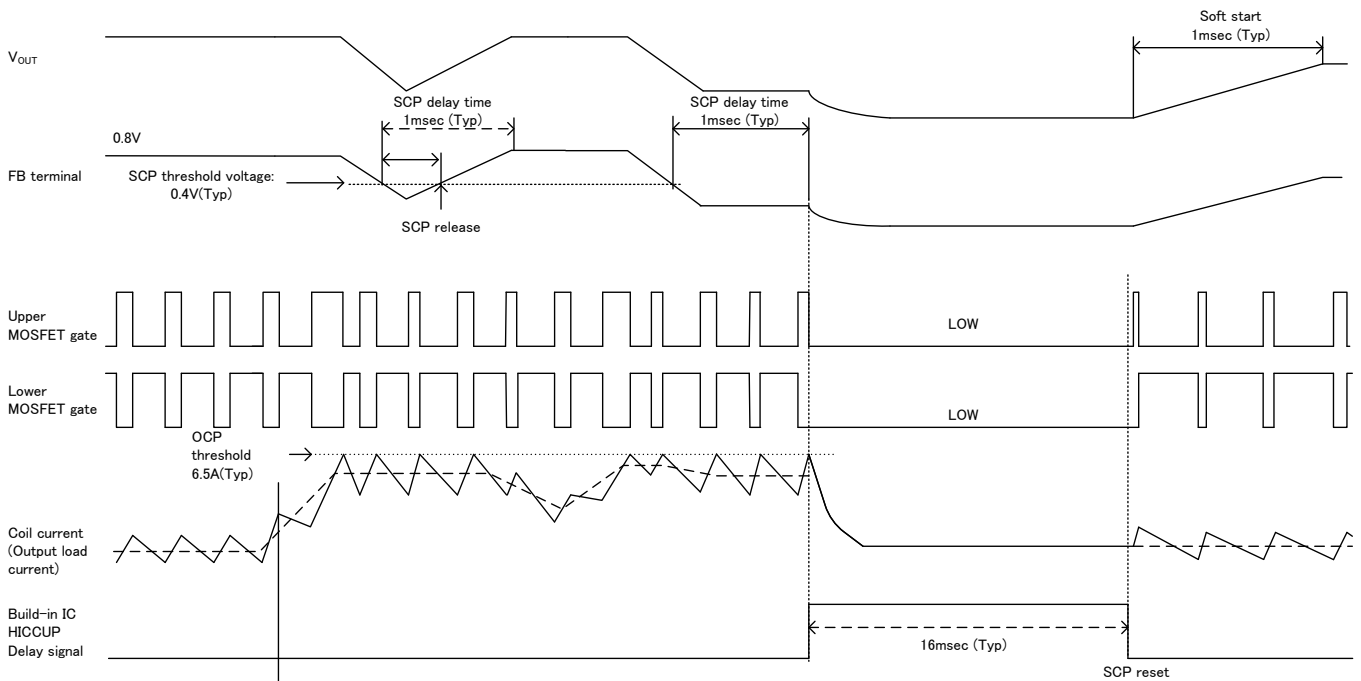 Soft start
1msec (Typ)
VOUT
SCP delay time
1msec (Typ)
SCP delay time
1msec (Typ)
0.8V
FB terminal
SCP threshold voltage:
0.4V(Typ)
SCP release
Upper
MOSFET gate
LOW
Lower
MOSFET gate
LOW
OCP
threshold
6.5A(Typ)
Coil current
(Output load
current)
Build-in IC
HICCUP
Delay signal
16msec (Typ)
SCP reset